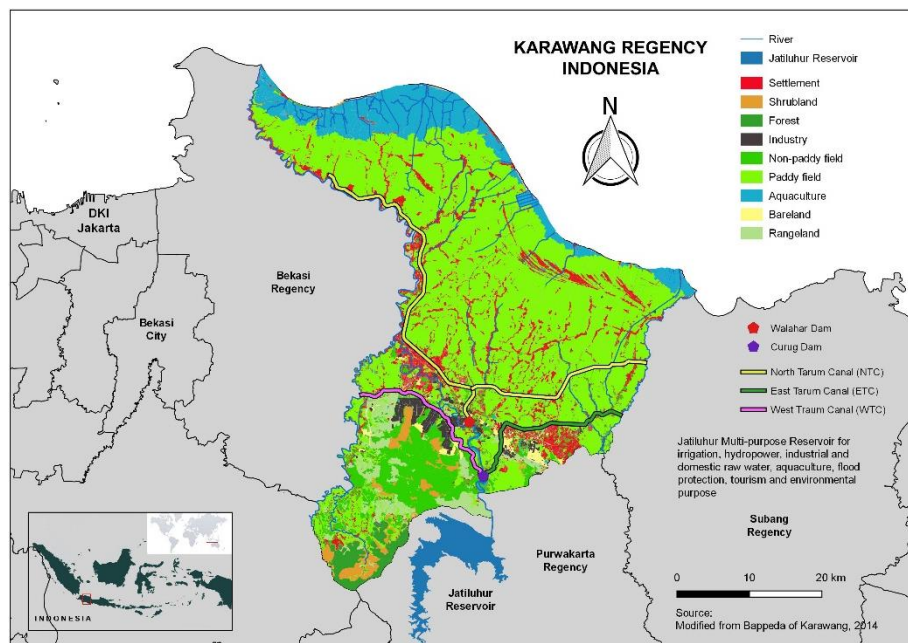 KARAWANG REGENCY
INDONESIA
N
River
Jatiluhur Reservoir
Settlement
Shrubland
Forest
Industry
Non-paddy field
Paddy field
Aquaculture
Bareland
Rangeland
DKI
Jakarta
Bekasi
Regency
Bekasi
City
Walahar Dam
Curug Dam
North Tarum Canal (NTC)
East Tarum Canal (ETC)
West Traum Canal (WTC)
Jatiluhur Multi-purpose Reservoir for
irrigation, hydropower, industrial and
domestic raw water, aquaculture, flood
protection, tourism and environmental
purpose
Subang
Regency
Purwakarta
Regency
Jatiluhur
Reservoir
0 10 20 km
Source:
Modified from Bappeda of Karawang, 2014
INDONESIA